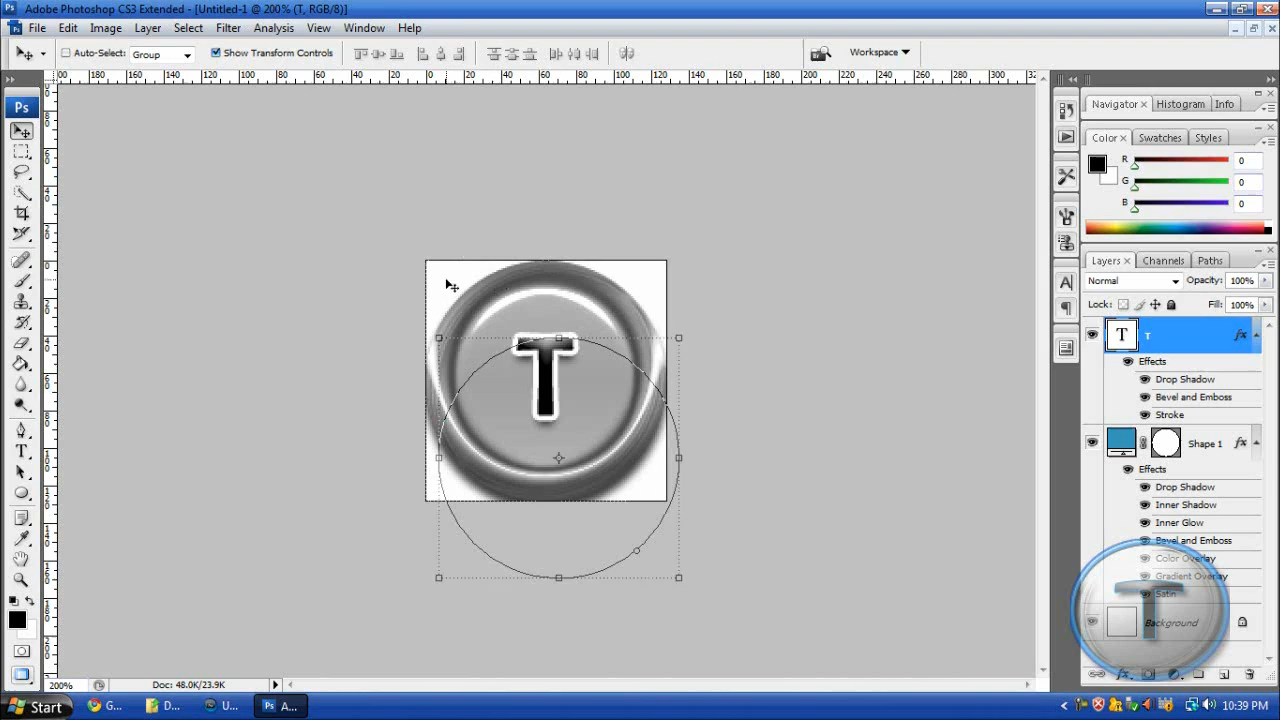 Adobe Photoshop CS3 Extended - [Untitled-1 @ 200% (T, RGB/8)]
File Edit Image Layer Select Filter Analysis View Window Help
Auto-Select: Group Show Transform Controls Workspace
Ps
Navigator Histogram Info
Color Swatches Styles
R 0
G 0
B 0
Layers Channels Paths
Normal Opacity: 100%
Lock: Fill: 100%
T T fx
Effects
Drop Shadow
Bevel and Emboss
Stroke
Shape 1 fx
Effects
Drop Shadow
Inner Shadow
Inner Glow
Bevel and Emboss
Color Overlay
Gradient Overlay
Satin
Background
T
T
200% Doc: 48.0K/23.9K
Start G... D... U... A... 10:39 PM